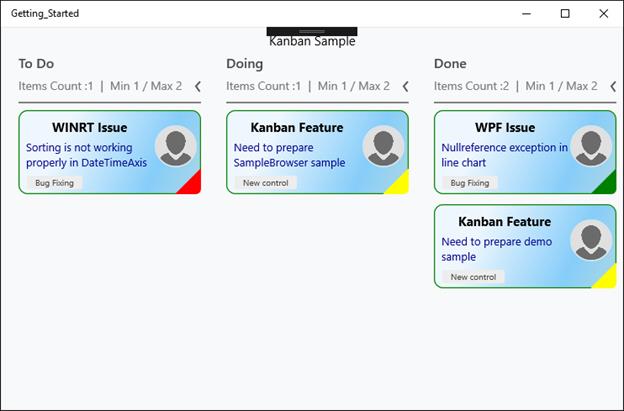 Getting_Started
Kanban Sample
To Do
Items Count :1 | Min 1 / Max 2
WINRT Issue
Sorting is not working
properly in DateTimeAxis
Bug Fixing
Doing
Items Count :1 | Min 1 / Max 2
Kanban Feature
Need to prepare
SampleBrowser sample
New control
Done
Items Count :2 | Min 1 / Max 2
WPF Issue
Nullreference exception in
line chart
Bug Fixing
Kanban Feature
Need to prepare demo
sample
New control